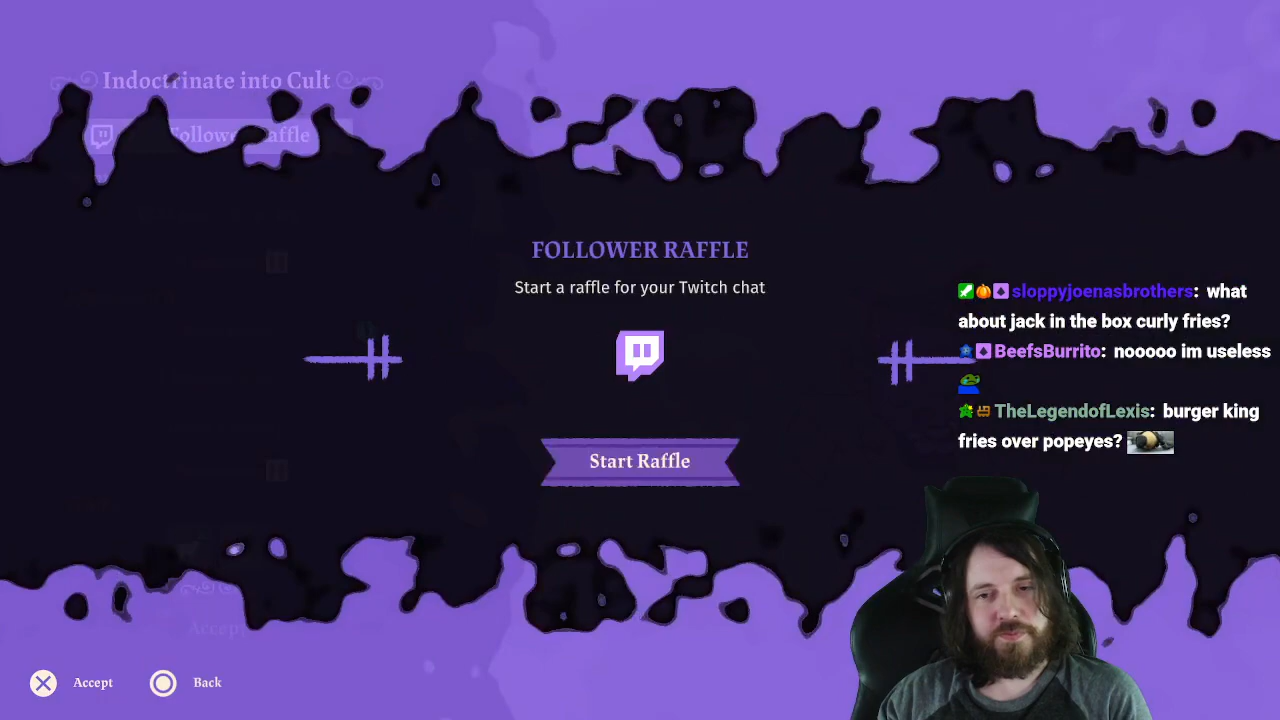 Indoctrinate into Cult
Follower Raffle
FOLLOWER RAFFLE
Start a raffle for your Twitch chat
Start Raffle
sloppyjoenasbrothers: what
about jack in the box curly fries?
BeefsBurrito: nooooo im useless
TheLegendofLexis: burger king
fries over popeyes?
Accept
Accept
Back